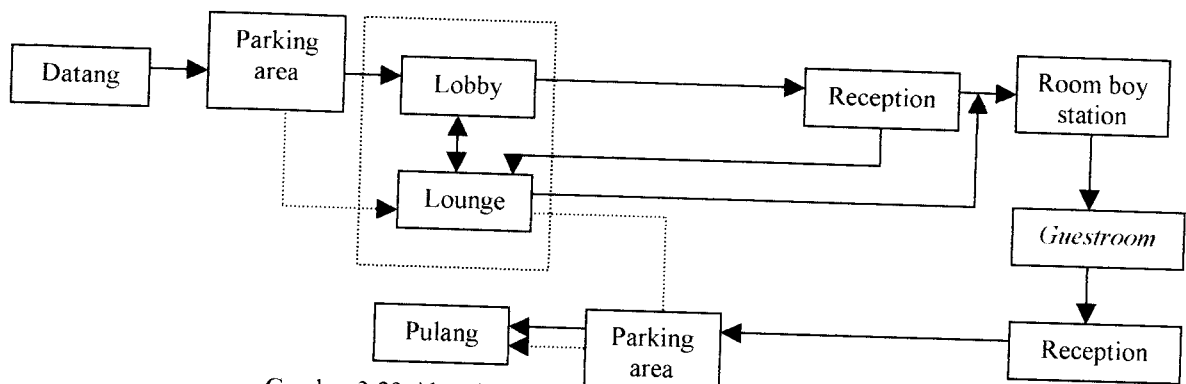 Datang
Parking
area
Lobby
Reception
Room boy
station
Lounge
Guestroom
Pulang
Parking
area
Reception